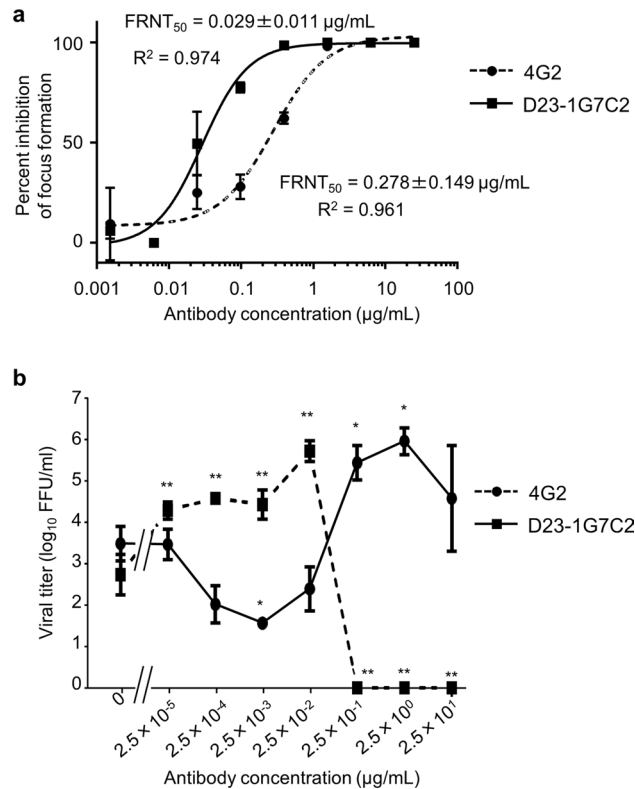 a
FRNT50 = 0.029±0.011 µg/mL
R2 = 0.974
100
50
0
Percent inhibition
of focus formation
4G2
D23-1G7C2
FRNT50 = 0.278±0.149 µg/mL
R2 = 0.961
0.001 0.01 0.1 1 10 100
Antibody concentration (µg/mL)
b
7
6
5
4
3
2
1
0
Viral titer (log10 FFU/ml)
** ** ** ** * *
*
** ** **
4G2
D23-1G7C2
0 2.5×10-5 2.5×10-4 2.5×10-3 2.5×10-2 2.5×10-1 2.5×100 2.5×101
Antibody concentration (µg/mL)